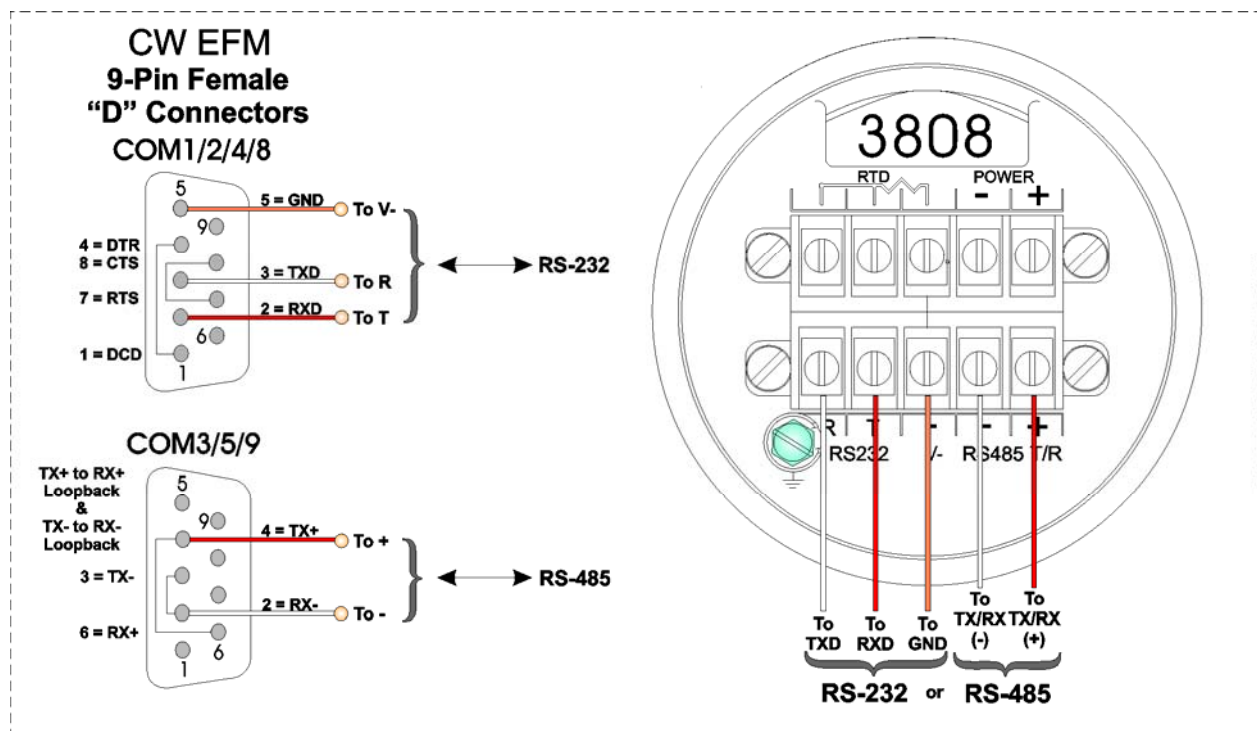 CW EFM
9-Pin Female
“D” Connectors
COM1/2/4/8
5
5 = GND
To V-
9
4 = DTR
8 = CTS
3 = TXD
To R
RS-232
7 = RTS
2 = RXD
To T
6
1 = DCD
1
COM3/5/9
TX+ to RX+
Loopback
&
TX- to RX-
Loopback
5
9
4 = TX+
To +
3 = TX-
RS-485
2 = RX-
To -
6 = RX+
6
1
3808
RTD
POWER
- +
R T - - +
RS232 V- RS485 T/R
To
TXD
To
RXD
To
GND
To
TX/RX
(-)
To
TX/RX
(+)
RS-232 or RS-485